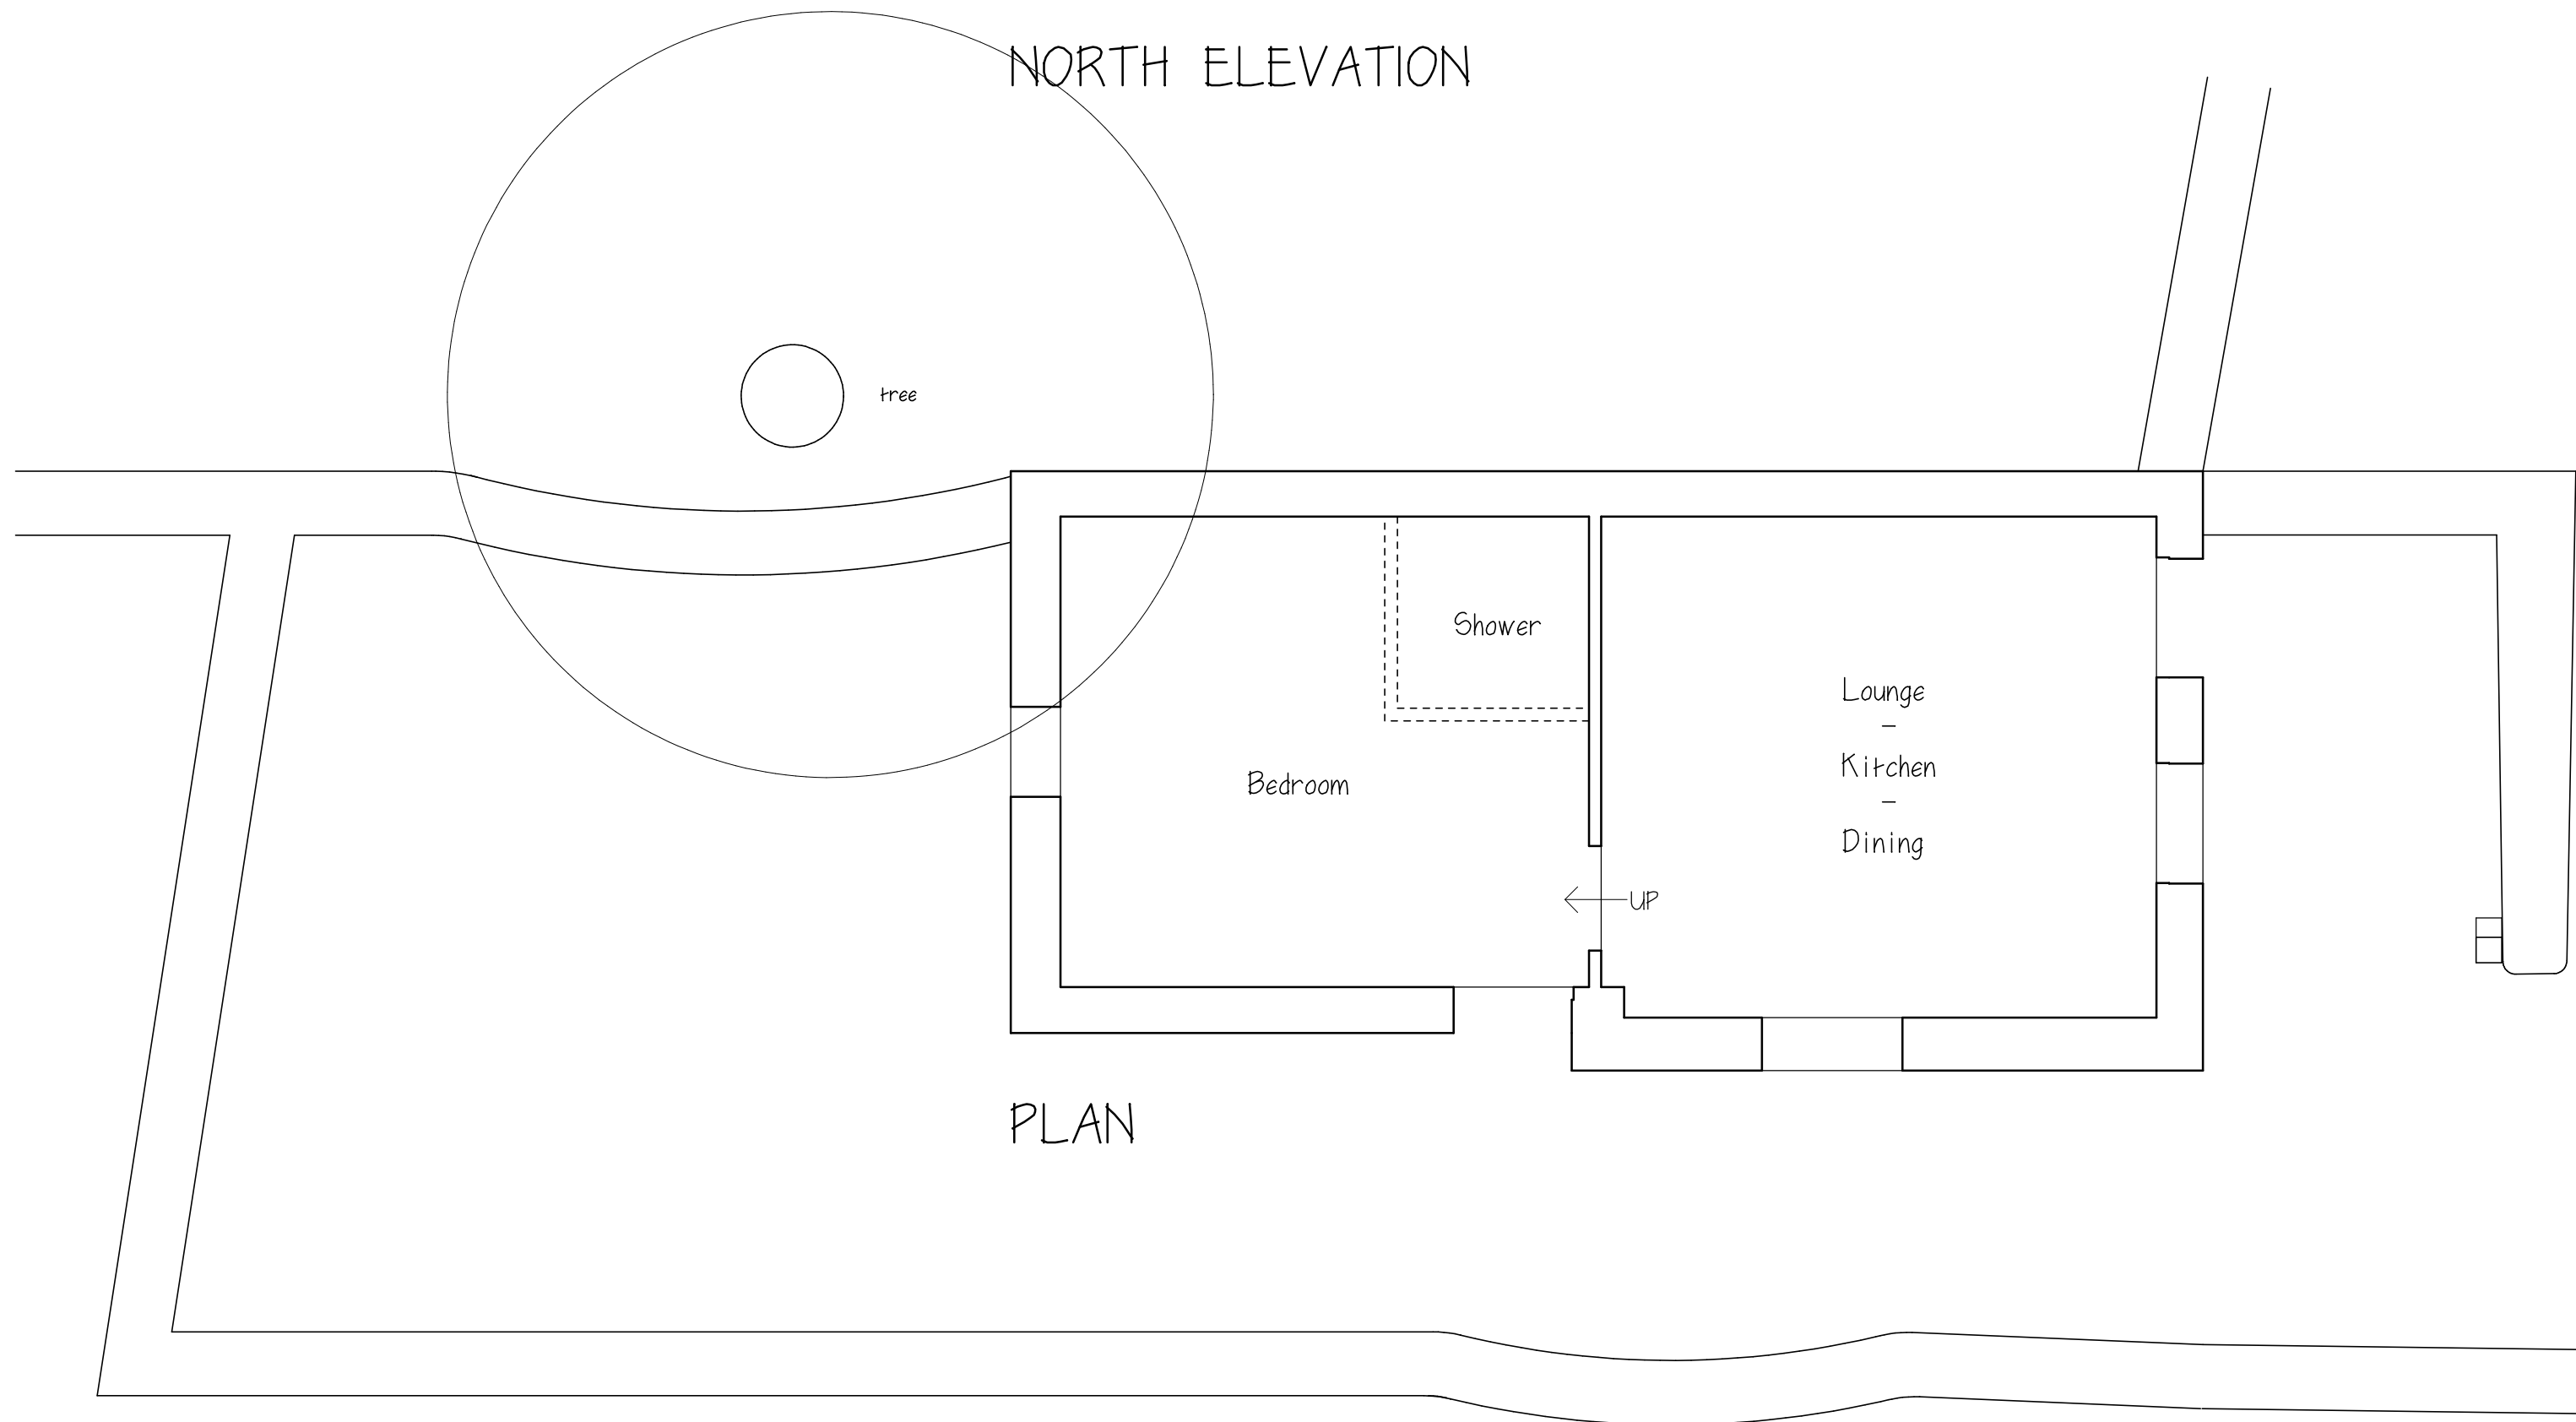 NORTH ELEVATION
tree
Shower
Lounge
-
Kitchen
-
Dining
Bedroom
UP
PLAN